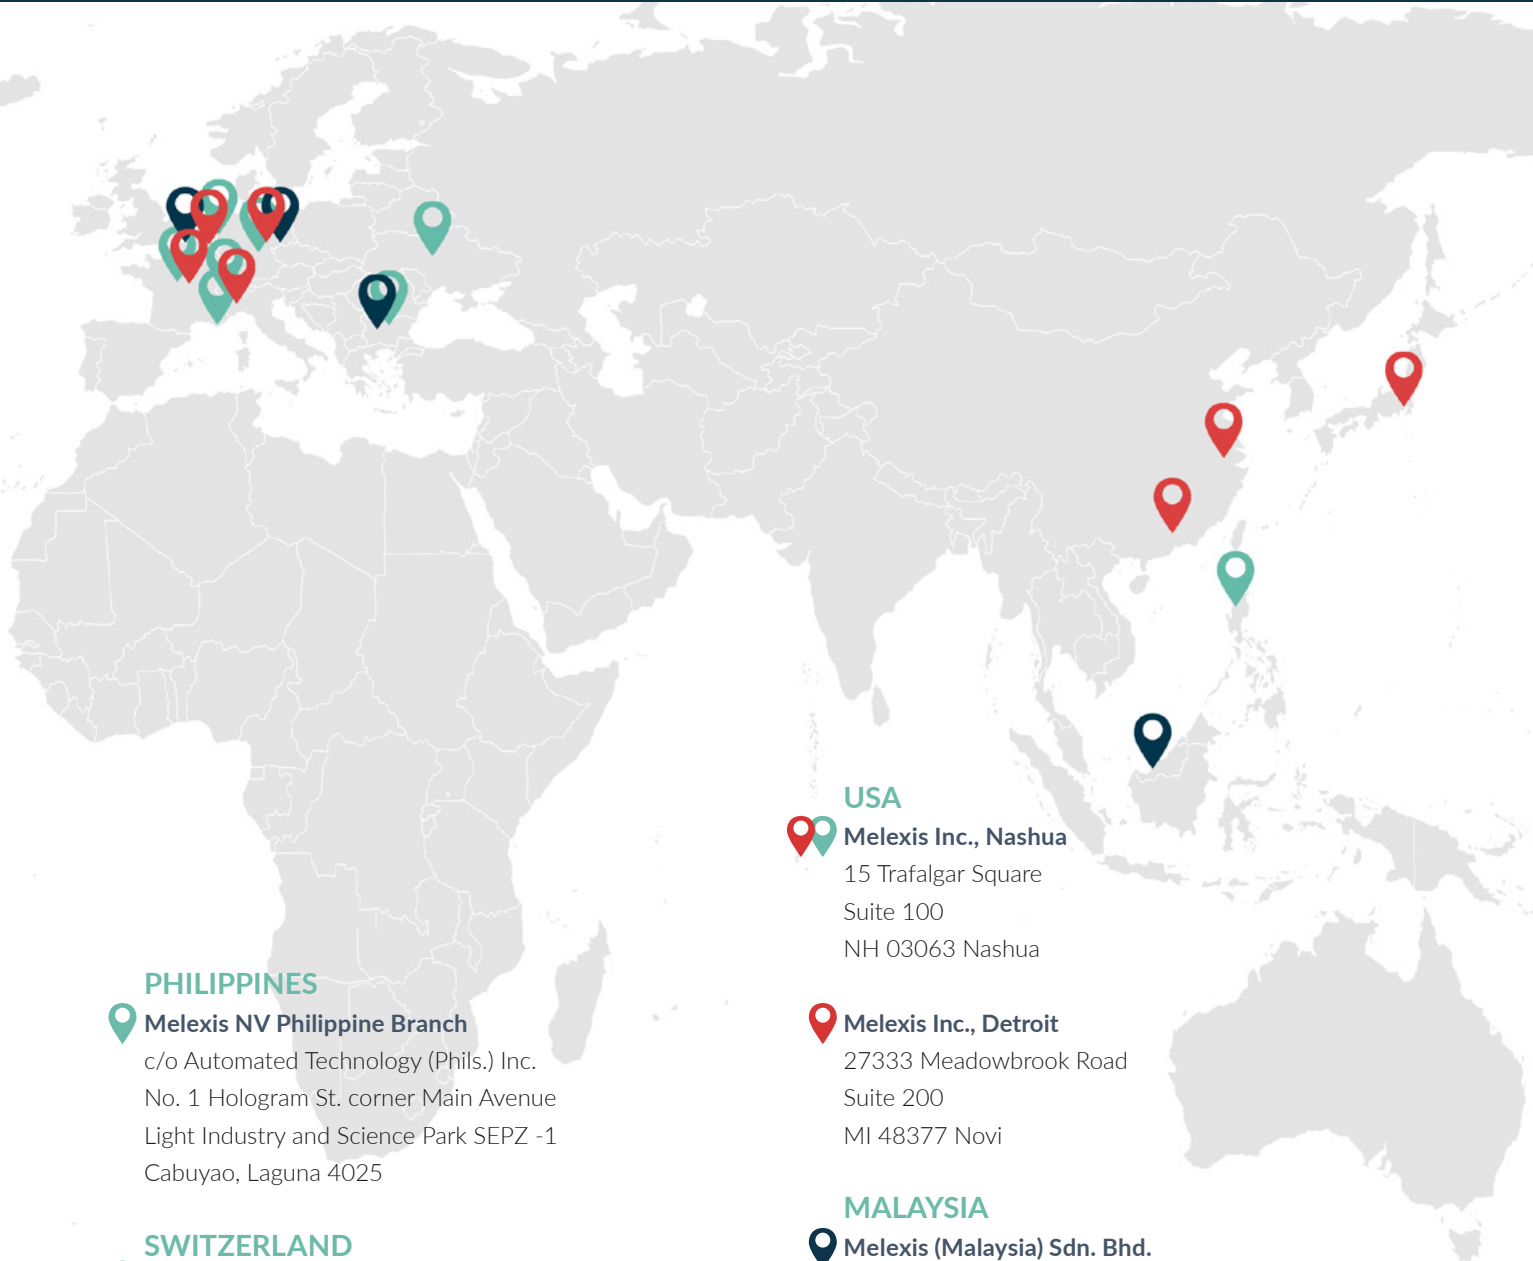 PHILIPPINES
Melexis NV Philippine Branch
c/o Automated Technology (Phils.) Inc.
No. 1 Hologram St. corner Main Avenue
Light Industry and Science Park SEPZ -1
Cabuyao, Laguna 4025
SWITZERLAND
USA
Melexis Inc., Nashua
15 Trafalgar Square
Suite 100
NH 03063 Nashua
Melexis Inc., Detroit
27333 Meadowbrook Road
Suite 200
MI 48377 Novi
MALAYSIA
Melexis (Malaysia) Sdn. Bhd.